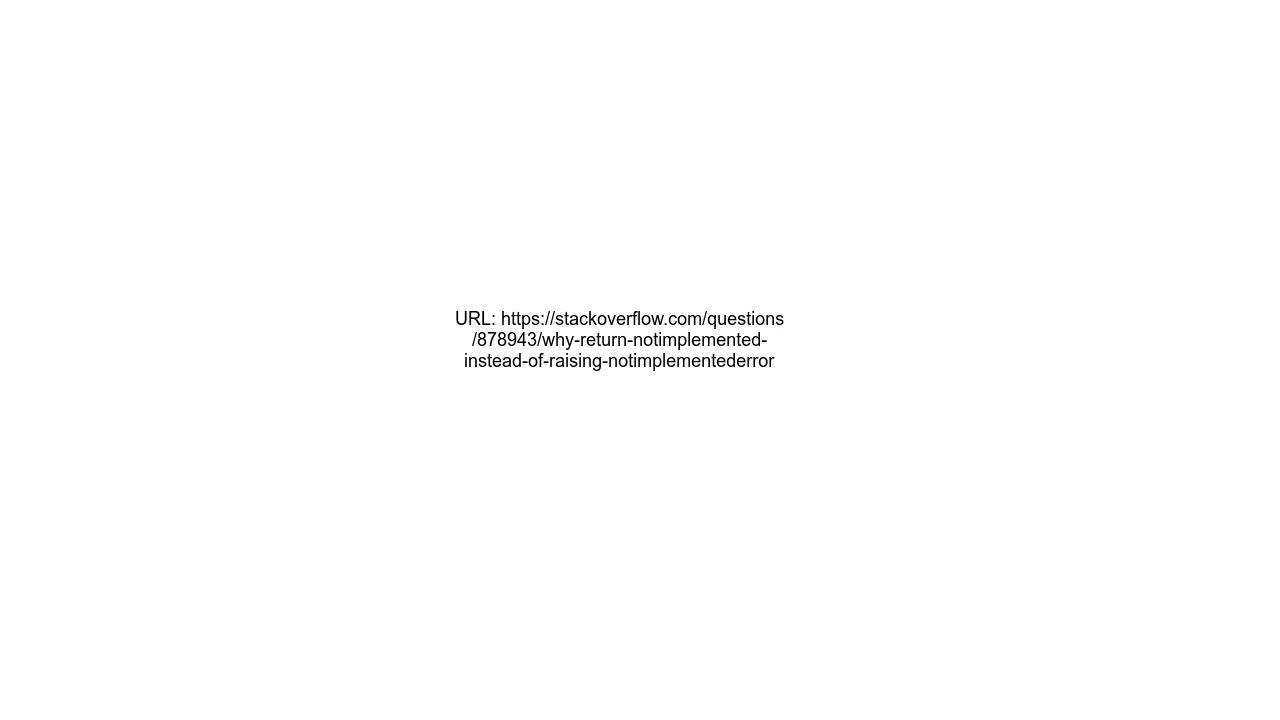 URL: https://stackoverflow.com/questions
/878943/why-return-notimplemented-
instead-of-raising-notimplementederror